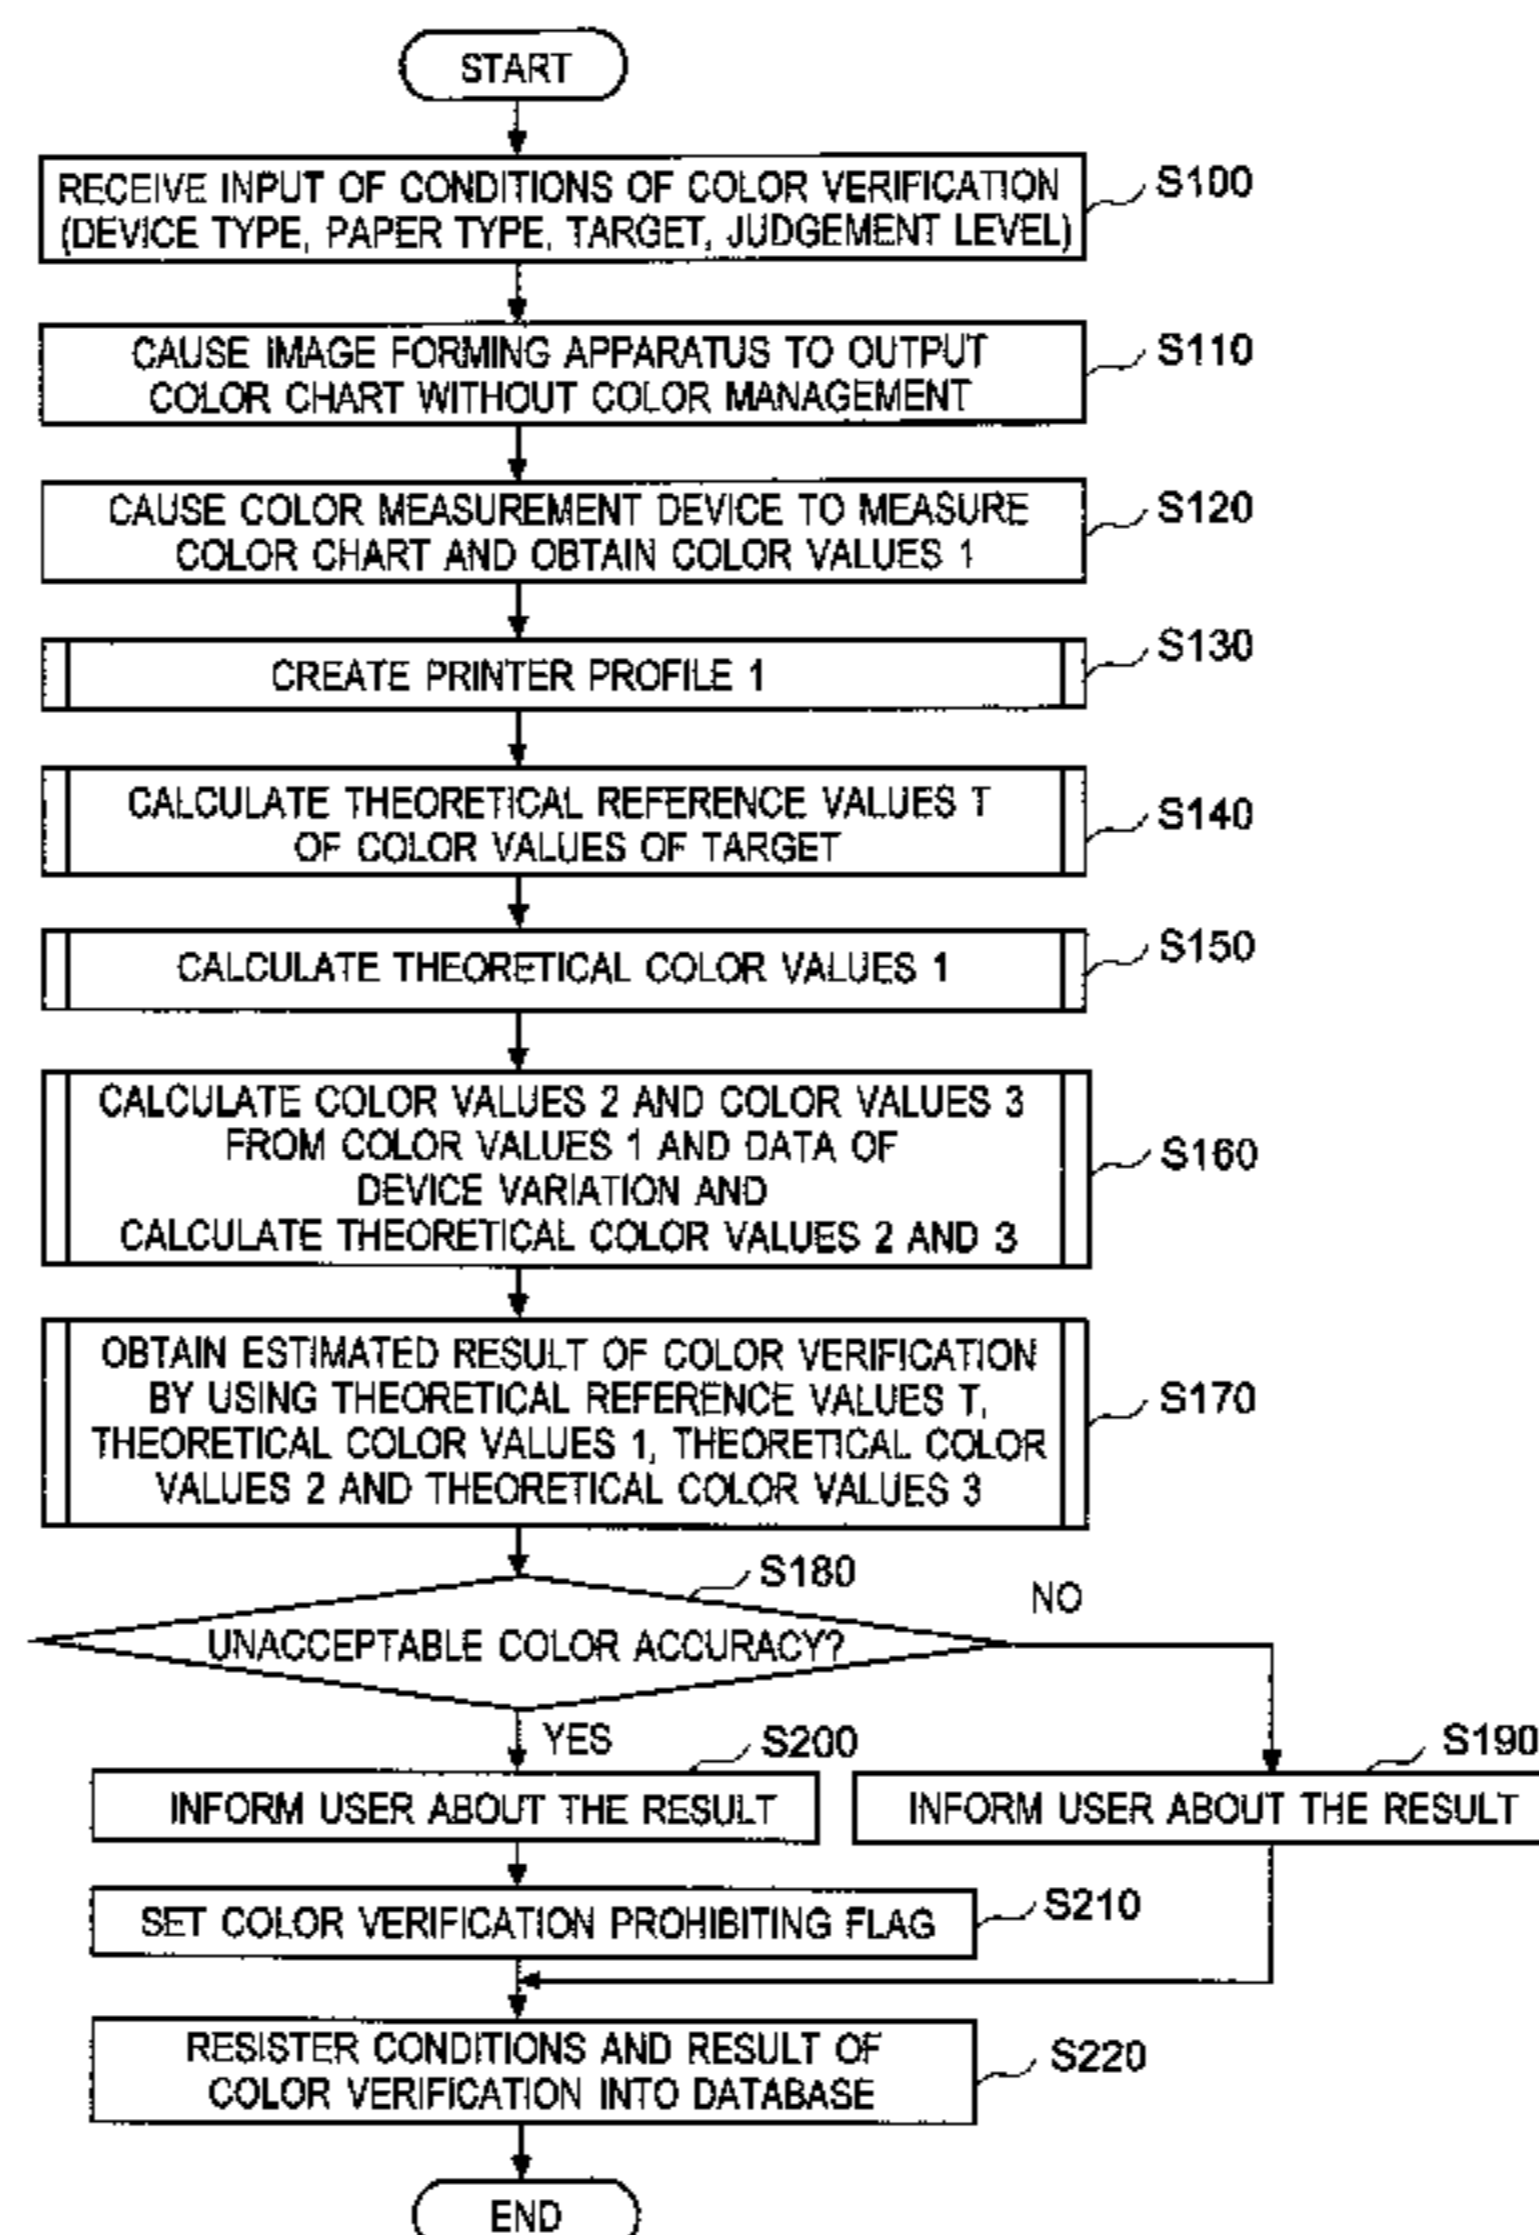 START
RECEIVE INPUT OF CONDITIONS OF COLOR VERIFICATION
(DEVICE TYPE, PAPER TYPE, TARGET, JUDGEMENT LEVEL)
S100
CAUSE IMAGE FORMING APPARATUS TO OUTPUT
COLOR CHART WITHOUT COLOR MANAGEMENT
S110
CAUSE COLOR MEASUREMENT DEVICE TO MEASURE
COLOR CHART AND OBTAIN COLOR VALUES 1
S120
CREATE PRINTER PROFILE 1
S130
CALCULATE THEORETICAL REFERENCE VALUES T
OF COLOR VALUES OF TARGET
S140
CALCULATE THEORETICAL COLOR VALUES 1
S150
CALCULATE COLOR VALUES 2 AND COLOR VALUES 3
FROM COLOR VALUES 1 AND DATA OF
DEVICE VARIATION AND
CALCULATE THEORETICAL COLOR VALUES 2 AND 3
S160
OBTAIN ESTIMATED RESULT OF COLOR VERIFICATION
BY USING THEORETICAL REFERENCE VALUES T,
THEORETICAL COLOR VALUES 1, THEORETICAL COLOR
VALUES 2 AND THEORETICAL COLOR VALUES 3
S170
S180
UNACCEPTABLE COLOR ACCURACY?
NO
YES
S200
INFORM USER ABOUT THE RESULT
S190
INFORM USER ABOUT THE RESULT
SET COLOR VERIFICATION PROHIBITING FLAG
S210
RESISTER CONDITIONS AND RESULT OF
COLOR VERIFICATION INTO DATABASE
S220
END